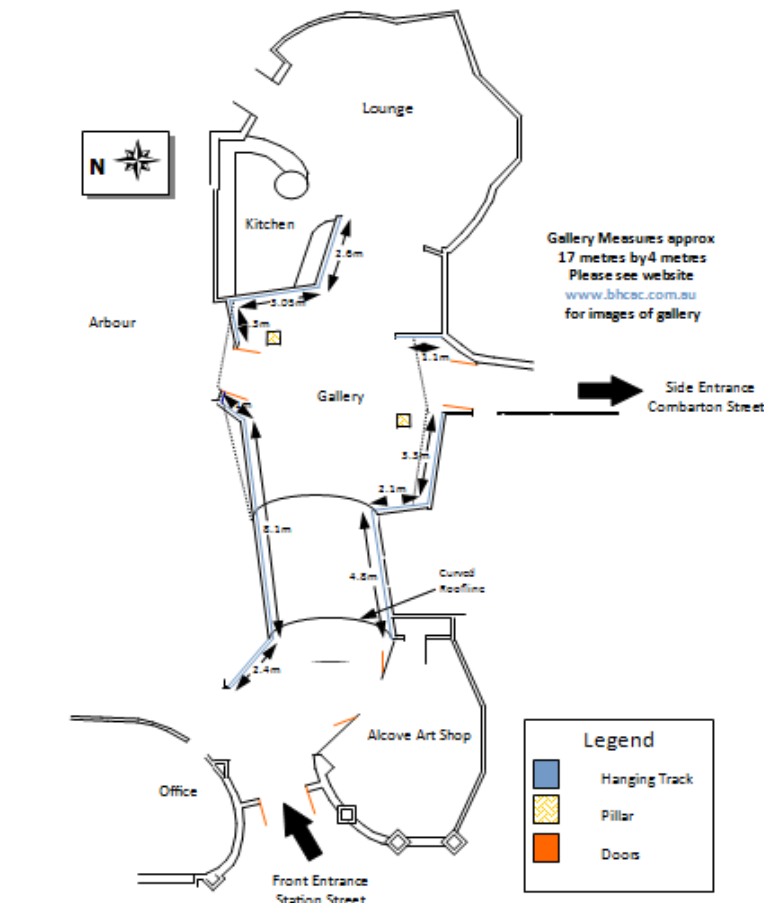 Lounge
N
Kitchen
2.6m
Gallery Measures approx
17 metres by 4 metres
Please see website
www.bhcac.com.au
for images of gallery
3.05m
Arbour
1.1m
Side Entrance
Combarton Street
Gallery
3.3m
2.1m
8.1m
4.8m
Curved
Roofline
2.4m
Alcove Art Shop
Office
Legend
Hanging Track
Pillar
Doors
Front Entrance
Station Street